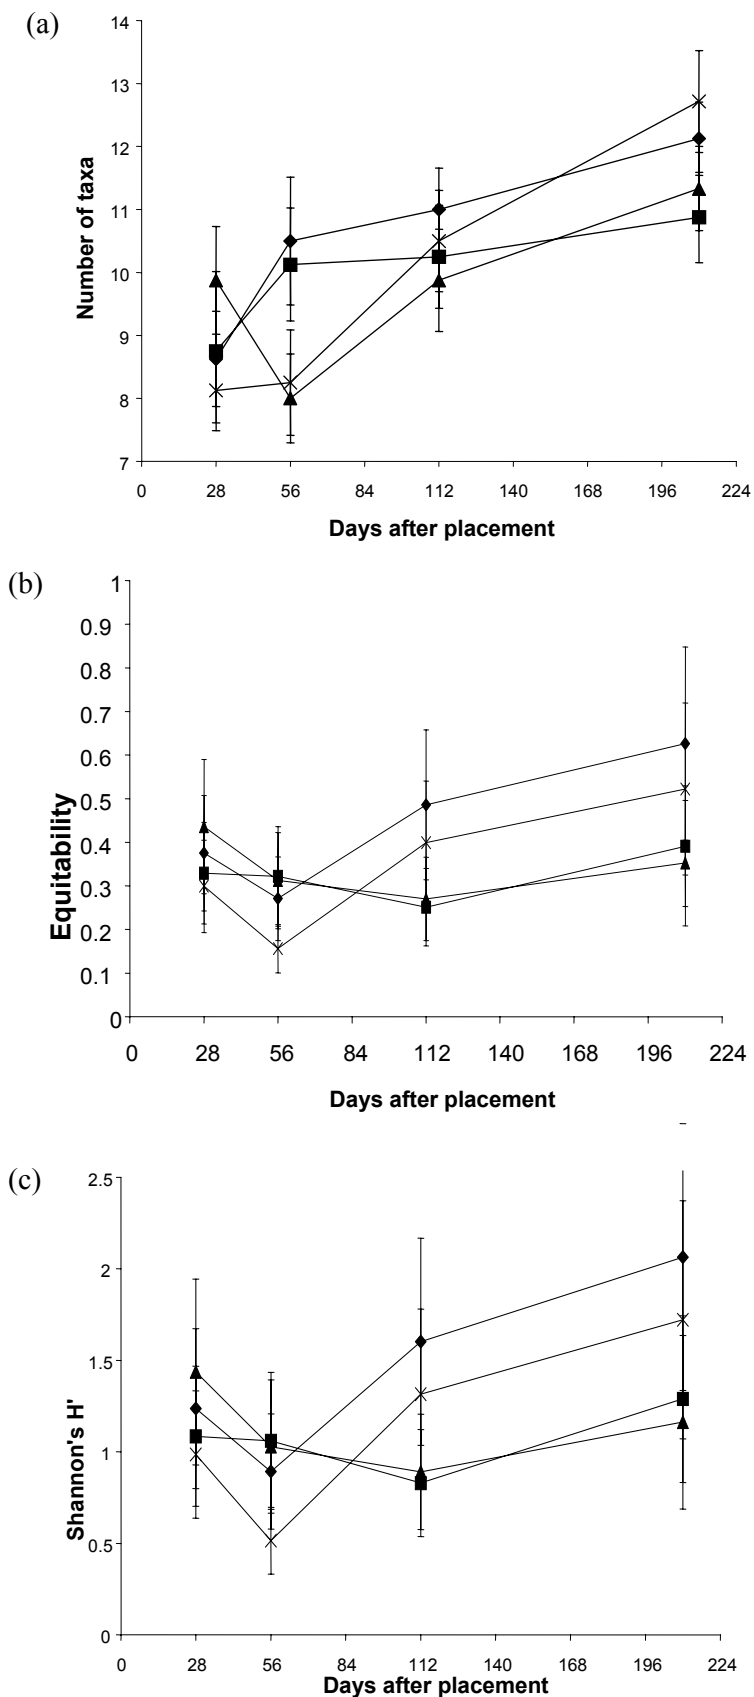 (a)
14
13
12
11
10
9
8
7
Number of taxa
0 28 56 84 112 140 168 196 224
Days after placement
(b)
1
0.9
0.8
0.7
0.6
0.5
0.4
0.3
0.2
0.1
0
Equitability
0 28 56 84 112 140 168 196 224
Days after placement
(c)
2.5
2
1.5
1
0.5
0
Shannon's H'
0 28 56 84 112 140 168 196 224
Days after placement